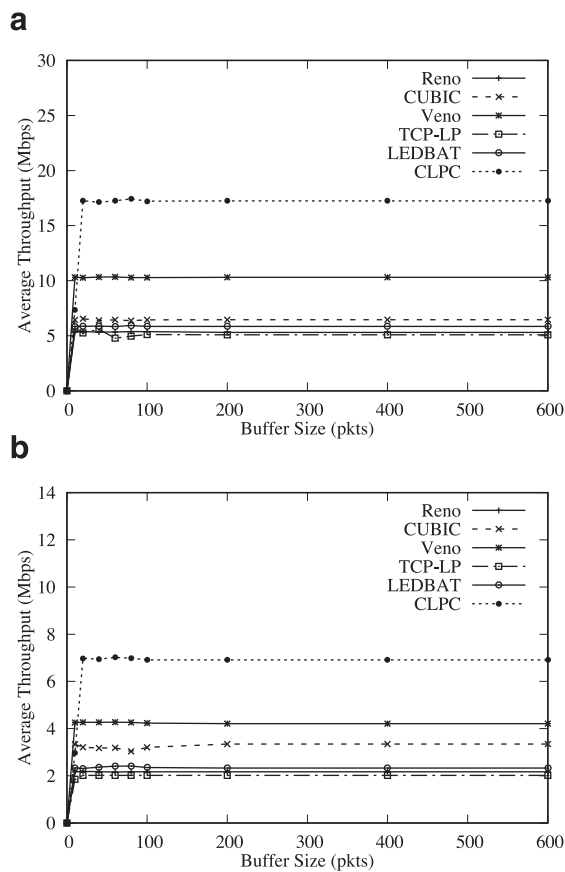 a
30
25
20
15
10
5
0
Average Throughput (Mbps)
Reno
CUBIC
Veno
TCP-LP
LEDBAT
CLPC
0 100 200 300 400 500 600
Buffer Size (pkts)
b
14
12
10
8
6
4
2
0
Average Throughput (Mbps)
Reno
CUBIC
Veno
TCP-LP
LEDBAT
CLPC
0 100 200 300 400 500 600
Buffer Size (pkts)